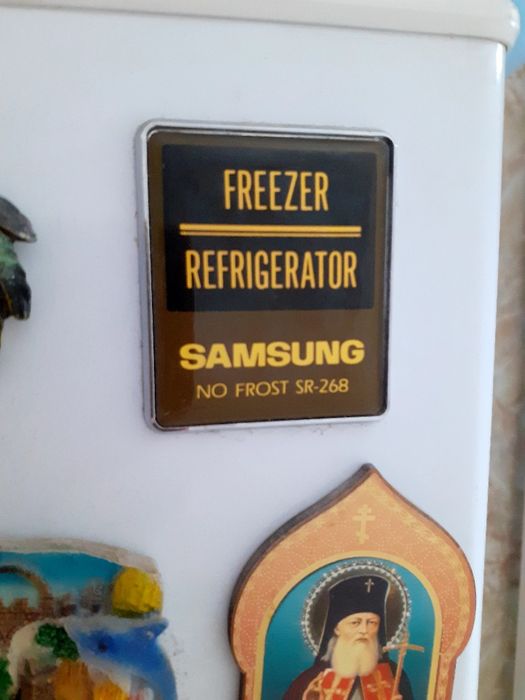 FREEZER
REFRIGERATOR
SAMSUNG
NO FROST SR-268